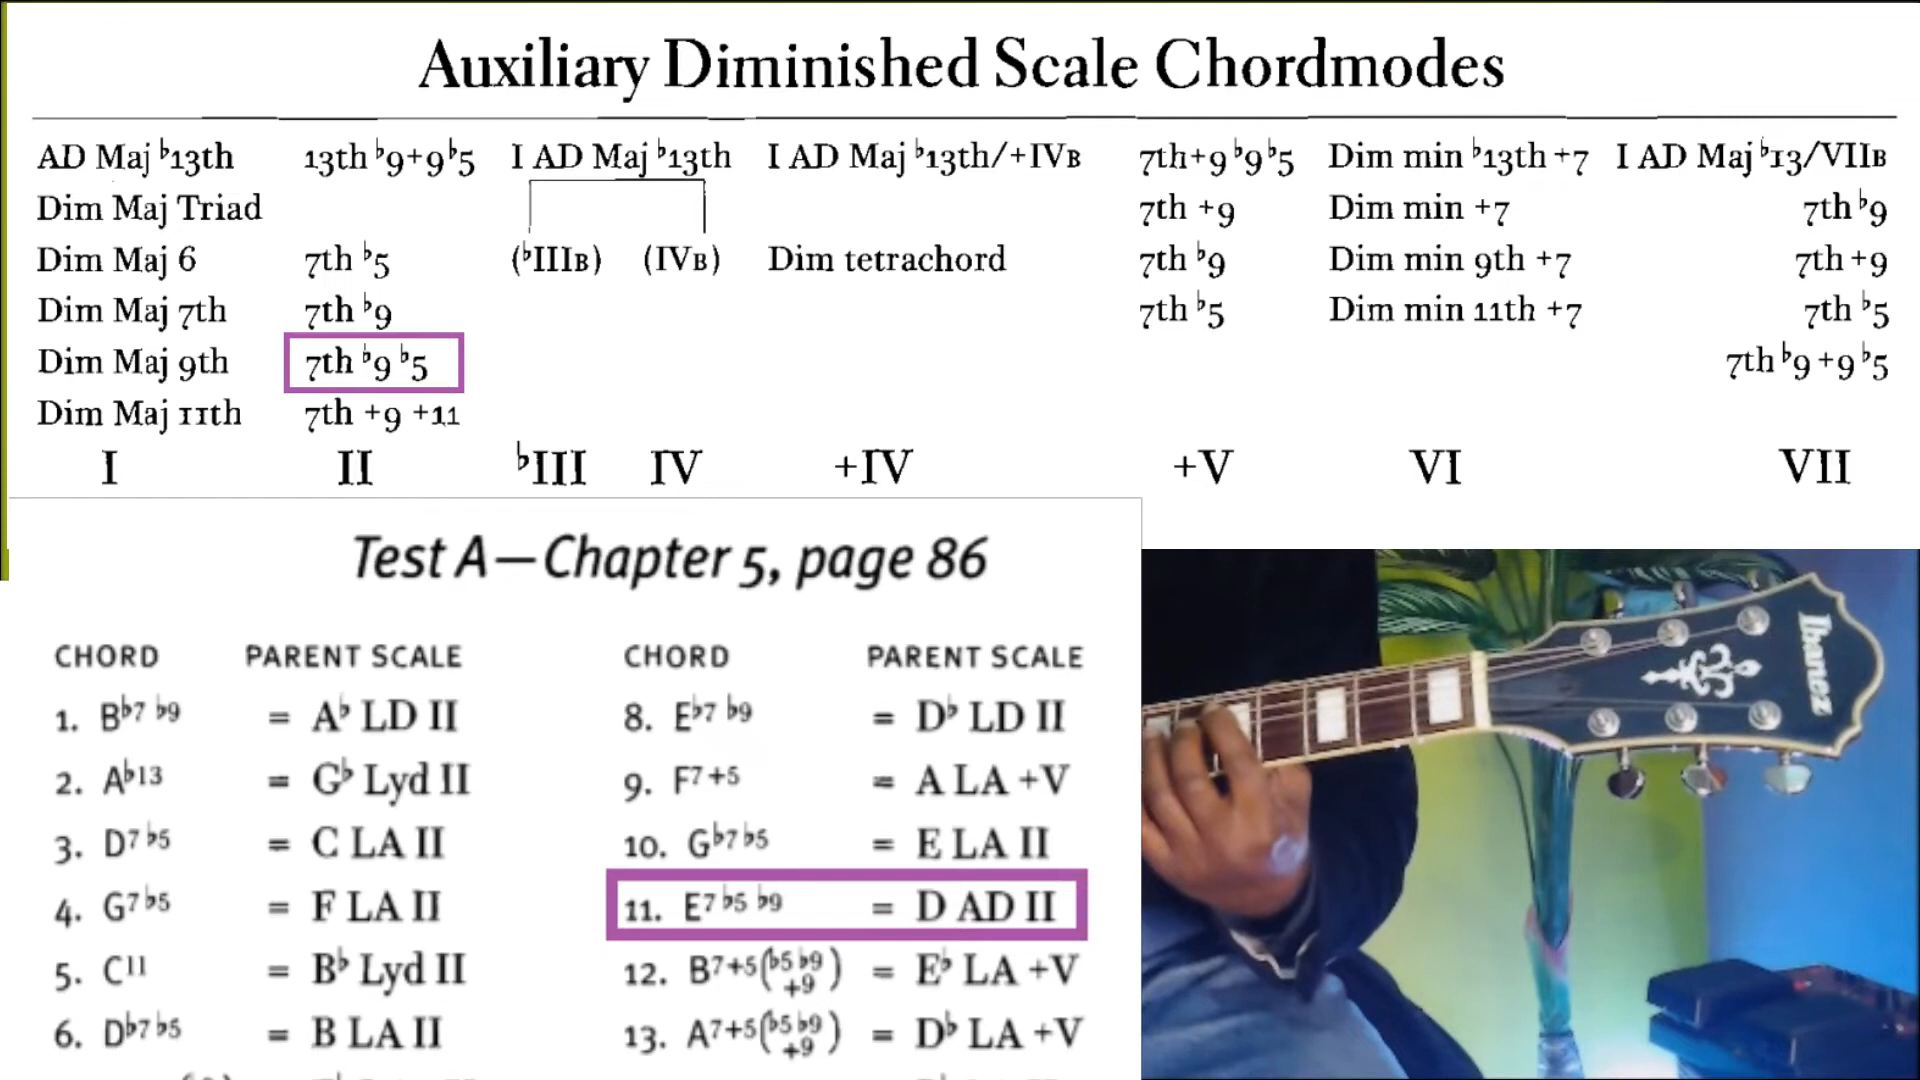 Auxiliary Diminished Scale Chordmodes
AD Maj ♭13th 13th ♭9+9♭5 I AD Maj ♭13th I AD Maj ♭13th/+IVB 7th+9♭9♭5 Dim min ♭13th +7 I AD Maj ♭13/VIIB
Dim Maj Triad 7th +9 Dim min +7 7th ♭9
Dim Maj 6 7th ♭5 (♭IIIB) (IVB) Dim tetrachord 7th ♭9 Dim min 9th +7 7th +9
Dim Maj 7th 7th ♭9 7th ♭5 Dim min 11th +7 7th ♭5
Dim Maj 9th 7th ♭9 ♭5 7th ♭9 +9 ♭5
Dim Maj 11th 7th +9 +11
I II ♭III IV +IV +V VI VII
Test A—Chapter 5, page 86
CHORD PARENT SCALE CHORD PARENT SCALE
1. B♭7 ♭9 = A♭ LD II 8. E♭7 ♭9 = D♭ LD II
2. A♭13 = G♭ Lyd II 9. F7+5 = A LA +V
3. D7♭5 = C LA II 10. G♭7♭5 = E LA II
4. G7♭5 = F LA II 11. E7♭5 ♭9 = D AD II
5. C11 = B♭ Lyd II 12. B7+5(♭5 ♭9 +9) = E♭ LA +V
6. D♭7♭5 = B LA II 13. A7+5(♭5 ♭9 +9) = D♭ LA +V
Ibanez